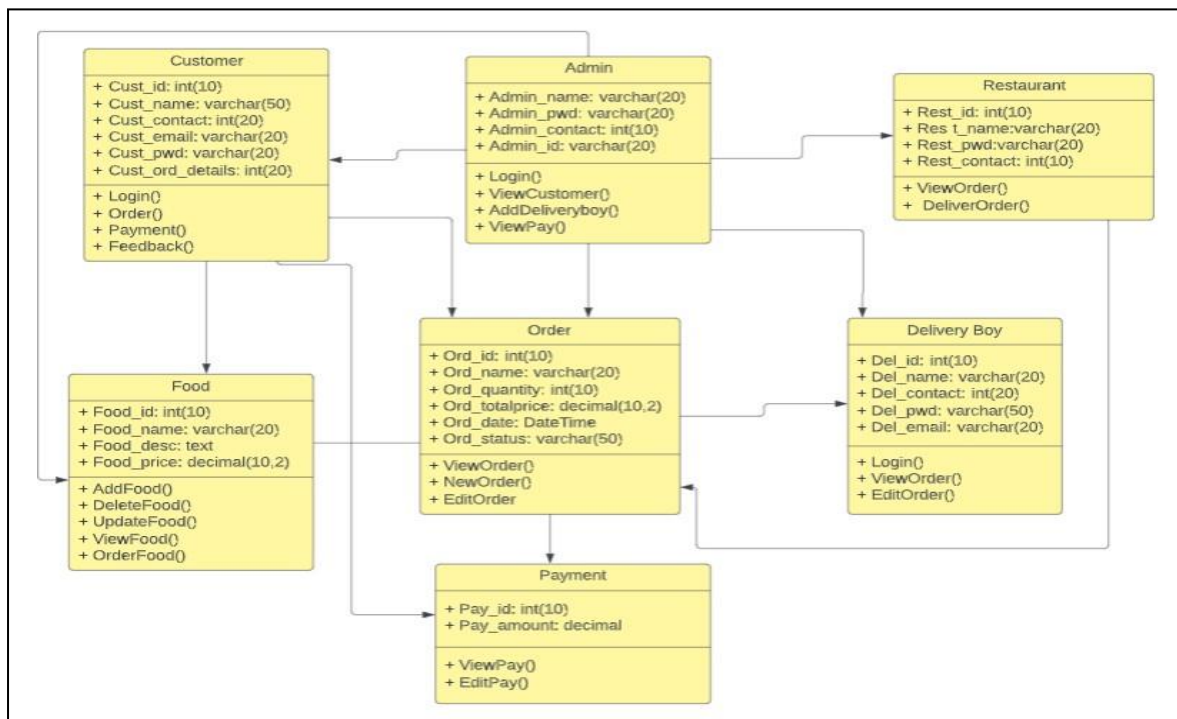 Customer
+ Cust_id: int(10)
+ Cust_name: varchar(50)
+ Cust_contact: int(20)
+ Cust_email: varchar(20)
+ Cust_pwd: varchar(20)
+ Cust_ord_details: int(20)
+ Login()
+ Order()
+ Payment()
+ Feedback()
Admin
+ Admin_name: varchar(20)
+ Admin_pwd: varchar(20)
+ Admin_contact: int(10)
+ Admin_id: varchar(20)
+ Login()
+ ViewCustomer()
+ AddDeliveryboy()
+ ViewPay()
Restaurant
+ Rest_id: int(10)
+ Res t_name:varchar(20)
+ Rest_pwd:varchar(20)
+ Rest_contact: int(10)
+ ViewOrder()
+ DeliverOrder()
Food
+ Food_id: int(10)
+ Food_name: varchar(20)
+ Food_desc: text
+ Food_price: decimal(10,2)
+ AddFood()
+ DeleteFood()
+ UpdateFood()
+ ViewFood()
+ OrderFood()
Order
+ Ord_id: int(10)
+ Ord_name: varchar(20)
+ Ord_quantity: int(10)
+ Ord_totalprice: decimal(10,2)
+ Ord_date: DateTime
+ Ord_status: varchar(50)
+ ViewOrder()
+ NewOrder()
+ EditOrder
Delivery Boy
+ Del_id: int(10)
+ Del_name: varchar(20)
+ Del_contact: int(20)
+ Del_pwd: varchar(50)
+ Del_email: varchar(20)
+ Login()
+ ViewOrder()
+ EditOrder()
Payment
+ Pay_id: int(10)
+ Pay_amount: decimal
+ ViewPay()
+ EditPay()